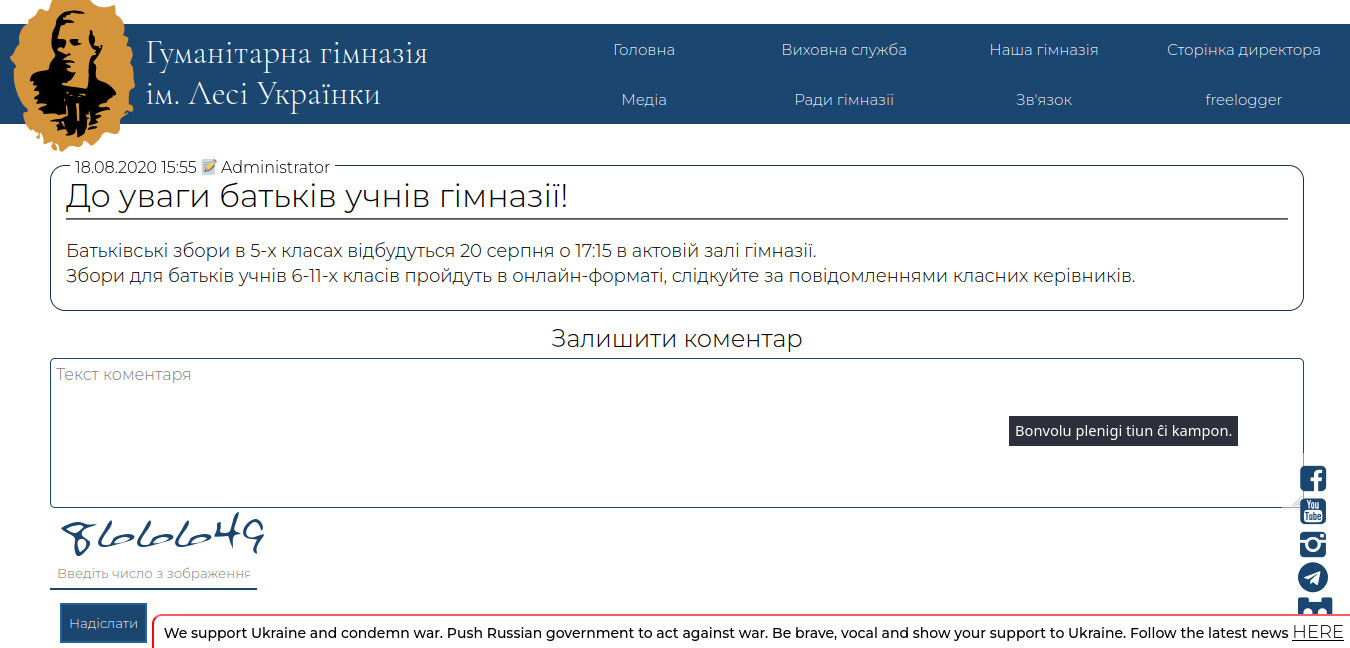 Гуманітарна гімназія
ім. Лесі Українки
Головна
Виховна служба
Наша гімназія
Сторінка директора
Медіа
Ради гімназії
Зв'язок
freelogger
18.08.2020 15:55 📝 Administrator
До уваги батьків учнів гімназії!
Батьківські збори в 5-х класах відбудуться 20 серпня о 17:15 в актовій залі гімназії.
Збори для батьків учнів 6-11-х класів пройдуть в онлайн-форматі, слідкуйте за повідомленнями класних керівників.
Залишити коментар
Текст коментаря
Bonvolu plenigi tiun ĉi kampon.
You
Tube
8666649
Введіть число з зображення
Надіслати
We support Ukraine and condemn war. Push Russian government to act against war. Be brave, vocal and show your support to Ukraine. Follow the latest news HERE